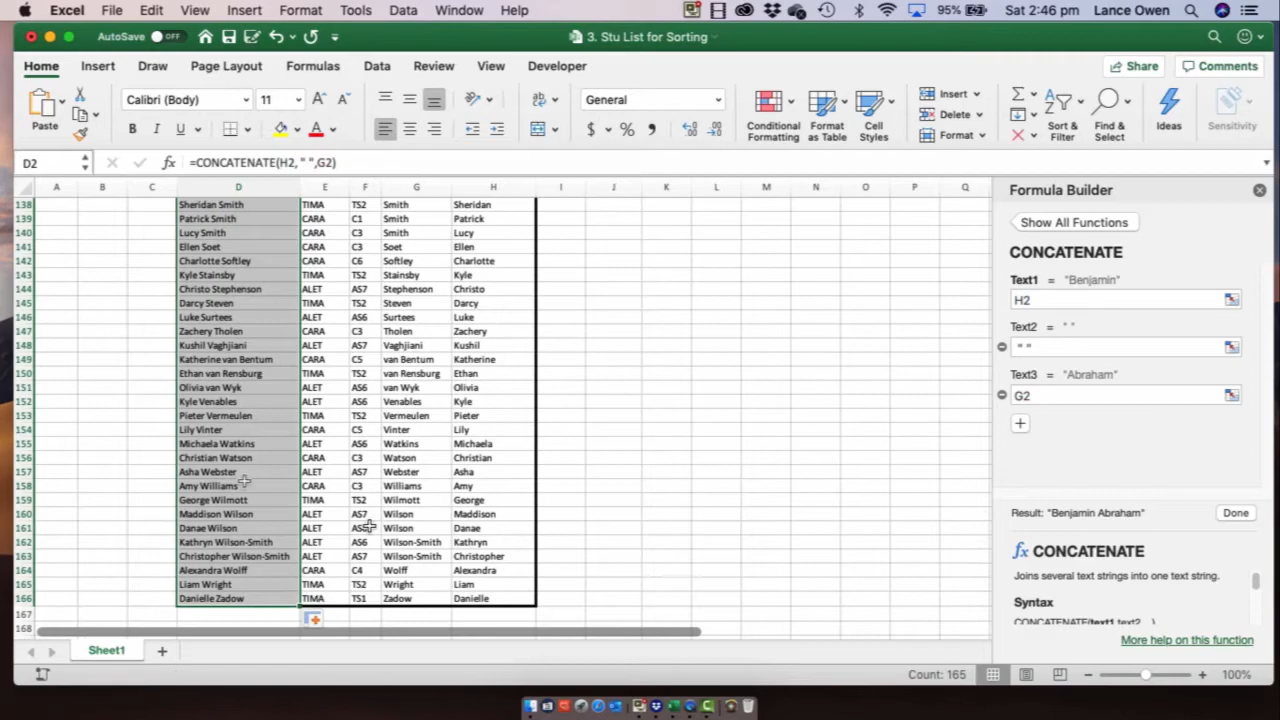 Excel File Edit View Insert Format Tools Data Window Help 95% Sat 2:46 pm Lance Owen
AutoSave OFF 3. Stu List for Sorting
Home Insert Draw Page Layout Formulas Data Review View Developer Share Comments
Paste Calibri (Body) 11 General Conditional Formatting Format as Table Cell Styles Insert Delete Format Sort & Filter Find & Select Ideas Sensitivity
D2 fx =CONCATENATE(H2, " ",G2)
A B C D E F G H I J K L M N O P Q
138 Sheridan Smith TIMA TS2 Smith Sheridan
139 Patrick Smith CARA C1 Smith Patrick
140 Lucy Smith CARA C3 Smith Lucy
141 Ellen Soet CARA C3 Soet Ellen
142 Charlotte Softley CARA C6 Softley Charlotte
143 Kyle Stainsby TIMA TS2 Stainsby Kyle
144 Christo Stephenson ALET AS7 Stephenson Christo
145 Darcy Steven TIMA TS2 Steven Darcy
146 Luke Surtees ALET AS6 Surtees Luke
147 Zachery Tholen CARA C3 Tholen Zachery
148 Kushil Vaghjiani ALET AS7 Vaghjiani Kushil
149 Katherine van Bentum CARA C5 van Bentum Katherine
150 Ethan van Rensburg TIMA TS2 van Rensburg Ethan
151 Olivia van Wyk ALET AS6 van Wyk Olivia
152 Kyle Venables ALET AS6 Venables Kyle
153 Pieter Vermeulen TIMA TS2 Vermeulen Pieter
154 Lily Vinter CARA C5 Vinter Lily
155 Michaela Watkins ALET AS6 Watkins Michaela
156 Christian Watson CARA C3 Watson Christian
157 Asha Webster ALET AS7 Webster Asha
158 Amy Williams CARA C3 Williams Amy
159 George Wilmott TIMA TS2 Wilmott George
160 Maddison Wilson ALET AS7 Wilson Maddison
161 Danae Wilson ALET Wilson Danae
162 Kathryn Wilson-Smith ALET AS6 Wilson-Smith Kathryn
163 Christopher Wilson-Smith ALET AS7 Wilson-Smith Christopher
164 Alexandra Wolff CARA C4 Wolff Alexandra
165 Liam Wright TIMA TS2 Wright Liam
166 Danielle Zadow TIMA TS1 Zadow Danielle
167
168
Sheet1
Count: 165 100%
Formula Builder
Show All Functions
CONCATENATE
Text1 = "Benjamin"
H2
Text2 = " "
" "
Text3 = "Abraham"
G2
Result: "Benjamin Abraham" Done
fx CONCATENATE
Joins several text strings into one text string.
Syntax
CONCATENATE(text1,text2,...)
More help on this function